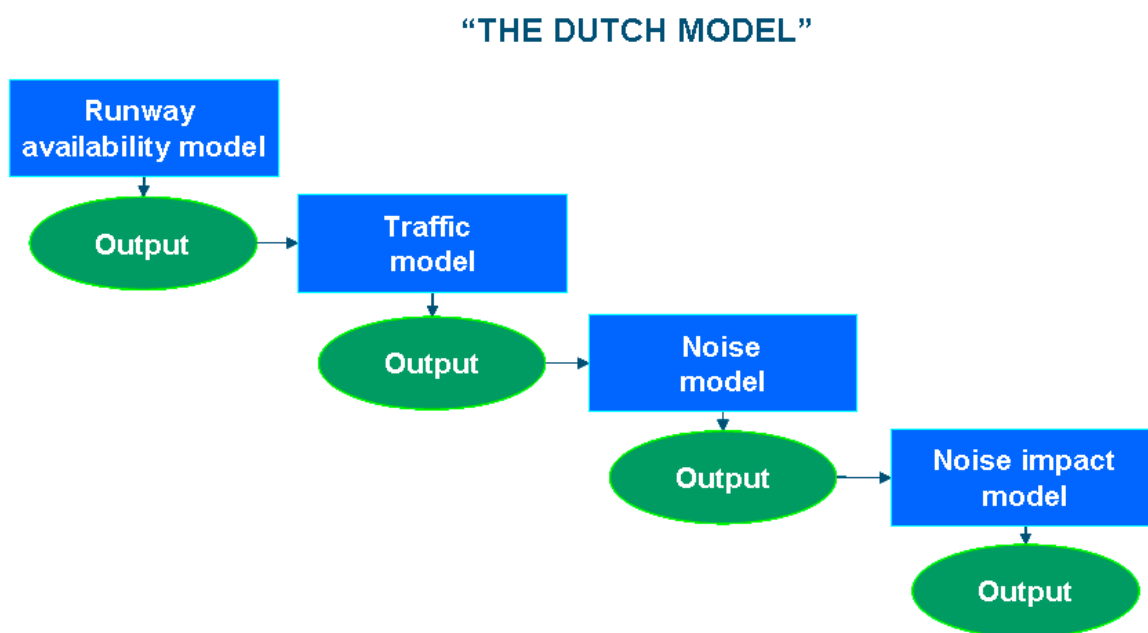 “THE DUTCH MODEL”
Runway
availability model
Output
Traffic
model
Output
Noise
model
Output
Noise impact
model
Output